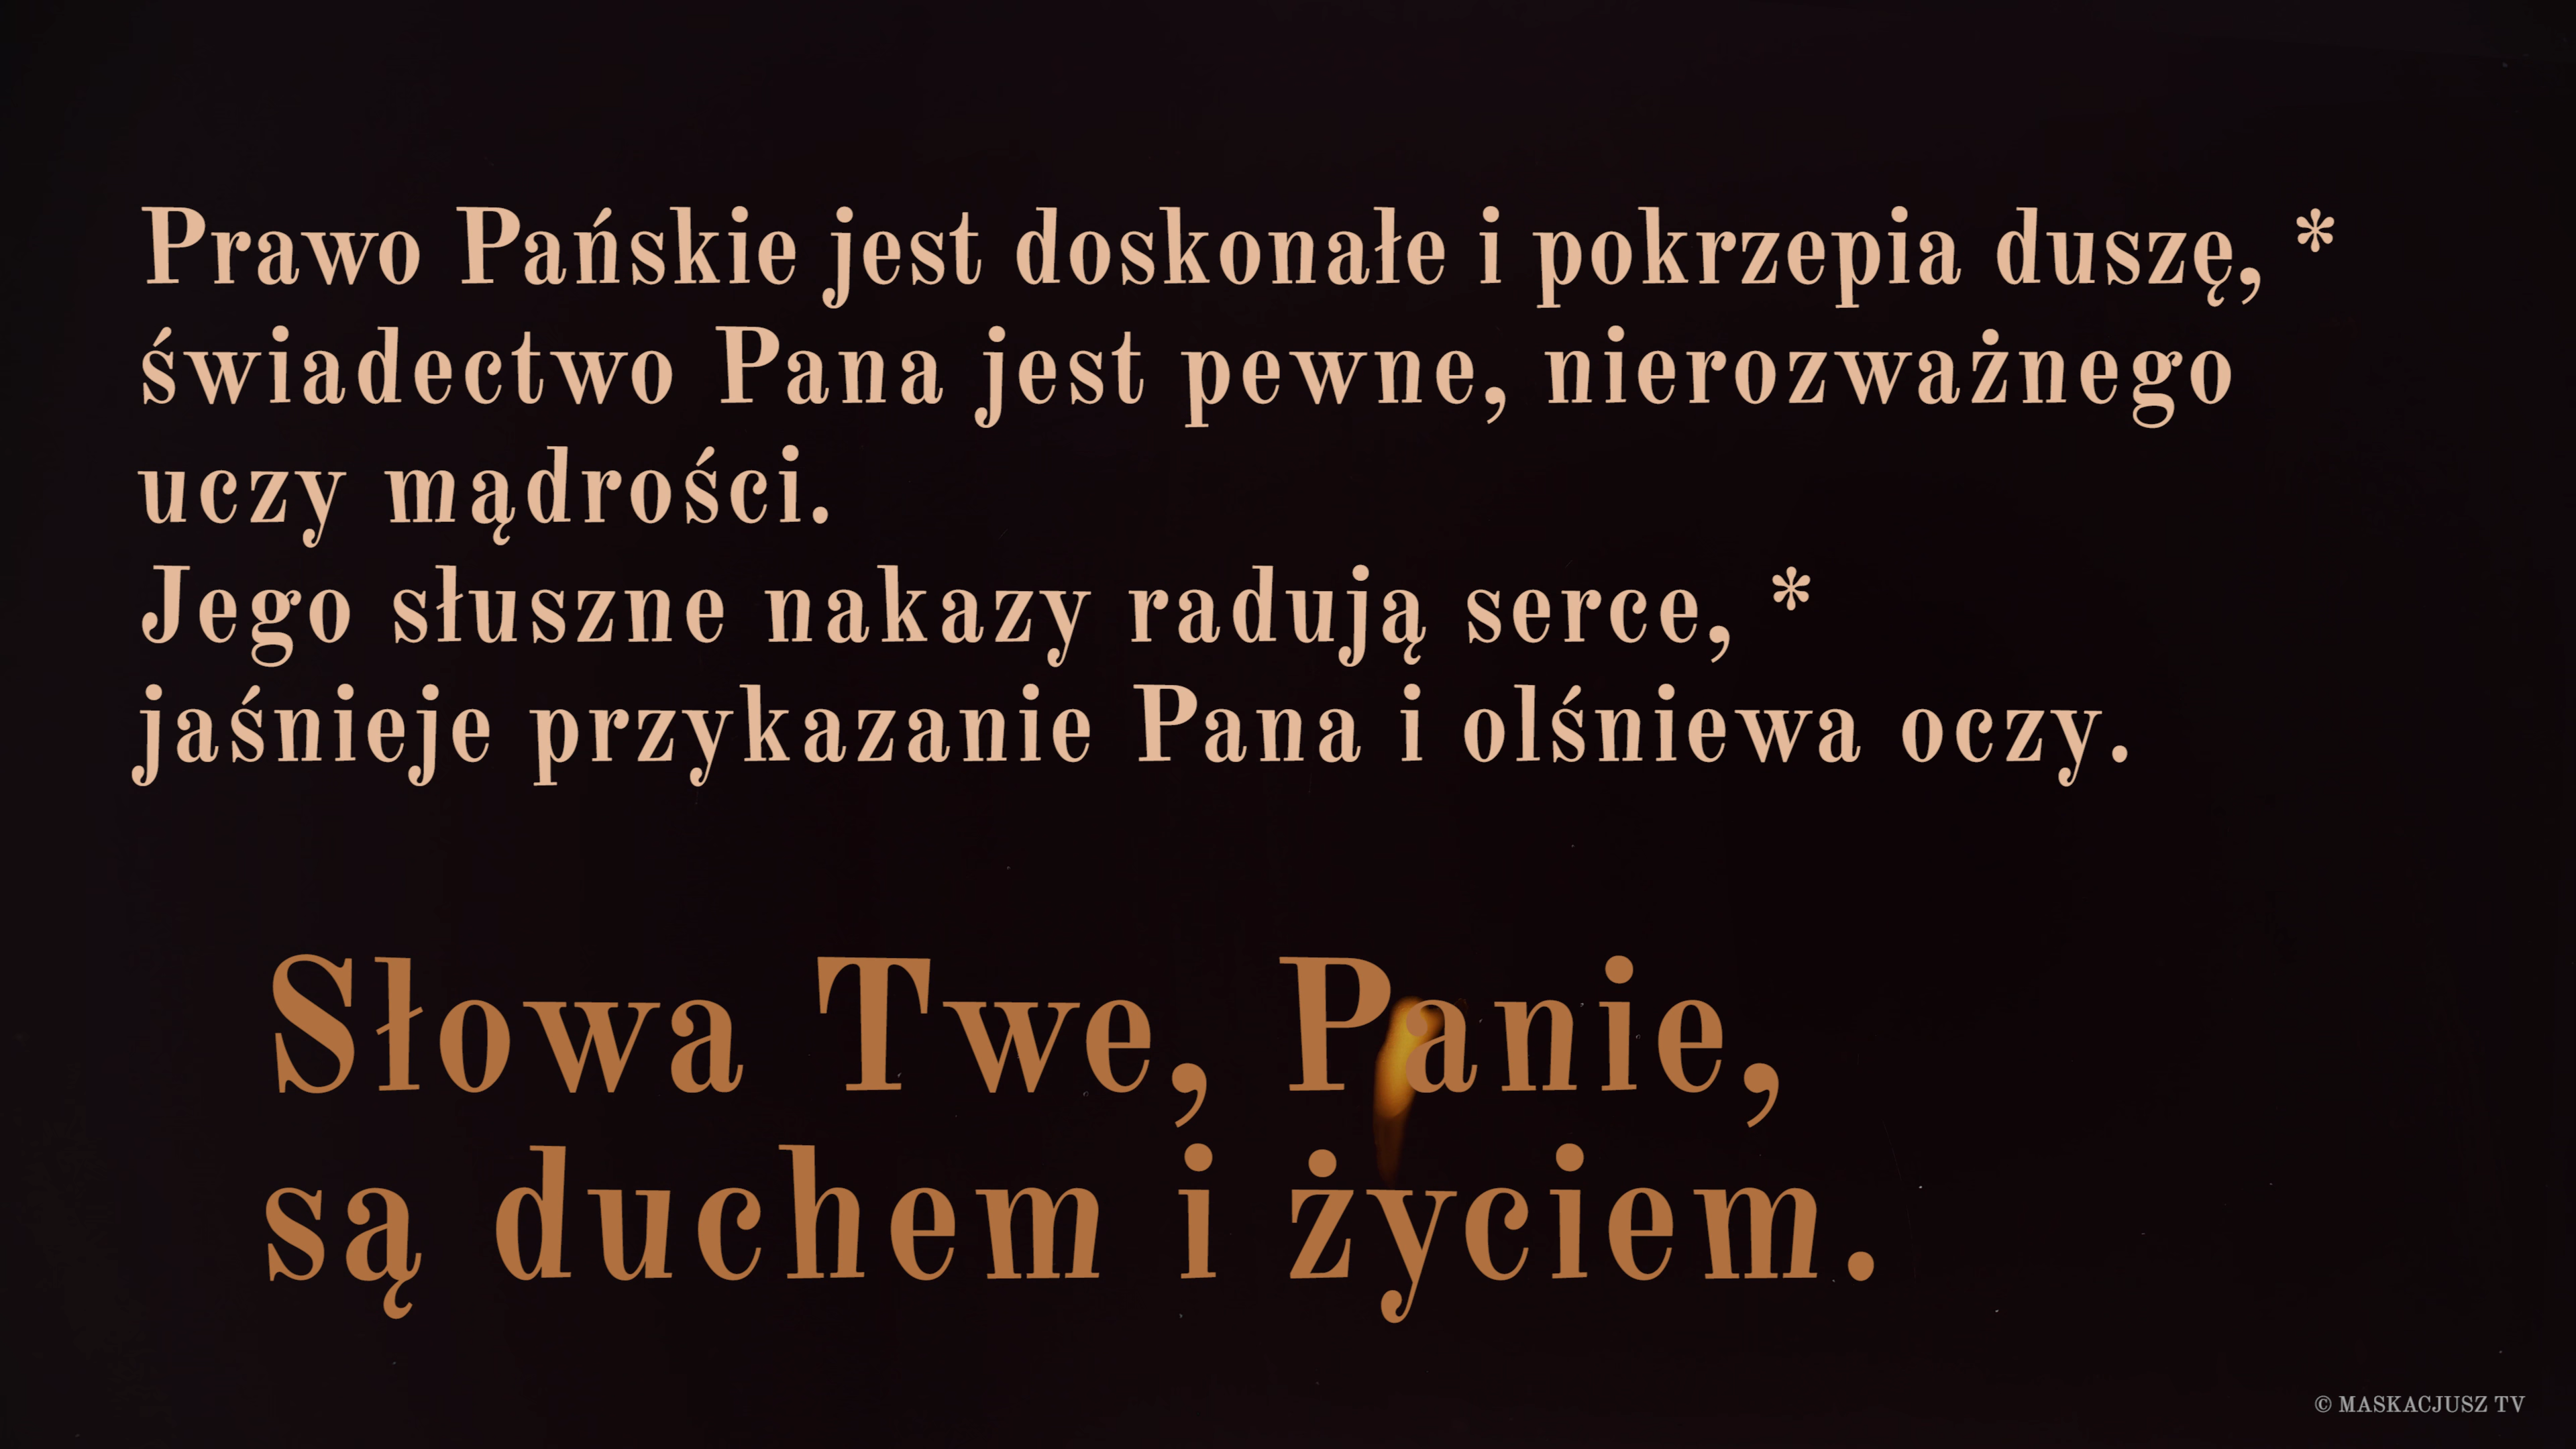 Prawo Pańskie jest doskonałe i pokrzepia duszę, *
świadectwo Pana jest pewne, nierozważnego
uczy mądrości.
Jego słuszne nakazy radują serce, *
jaśnieje przykazanie Pana i olśniewa oczy.
Słowa Twe, Panie,
są duchem i życiem.
© MASKACJUSZ TV